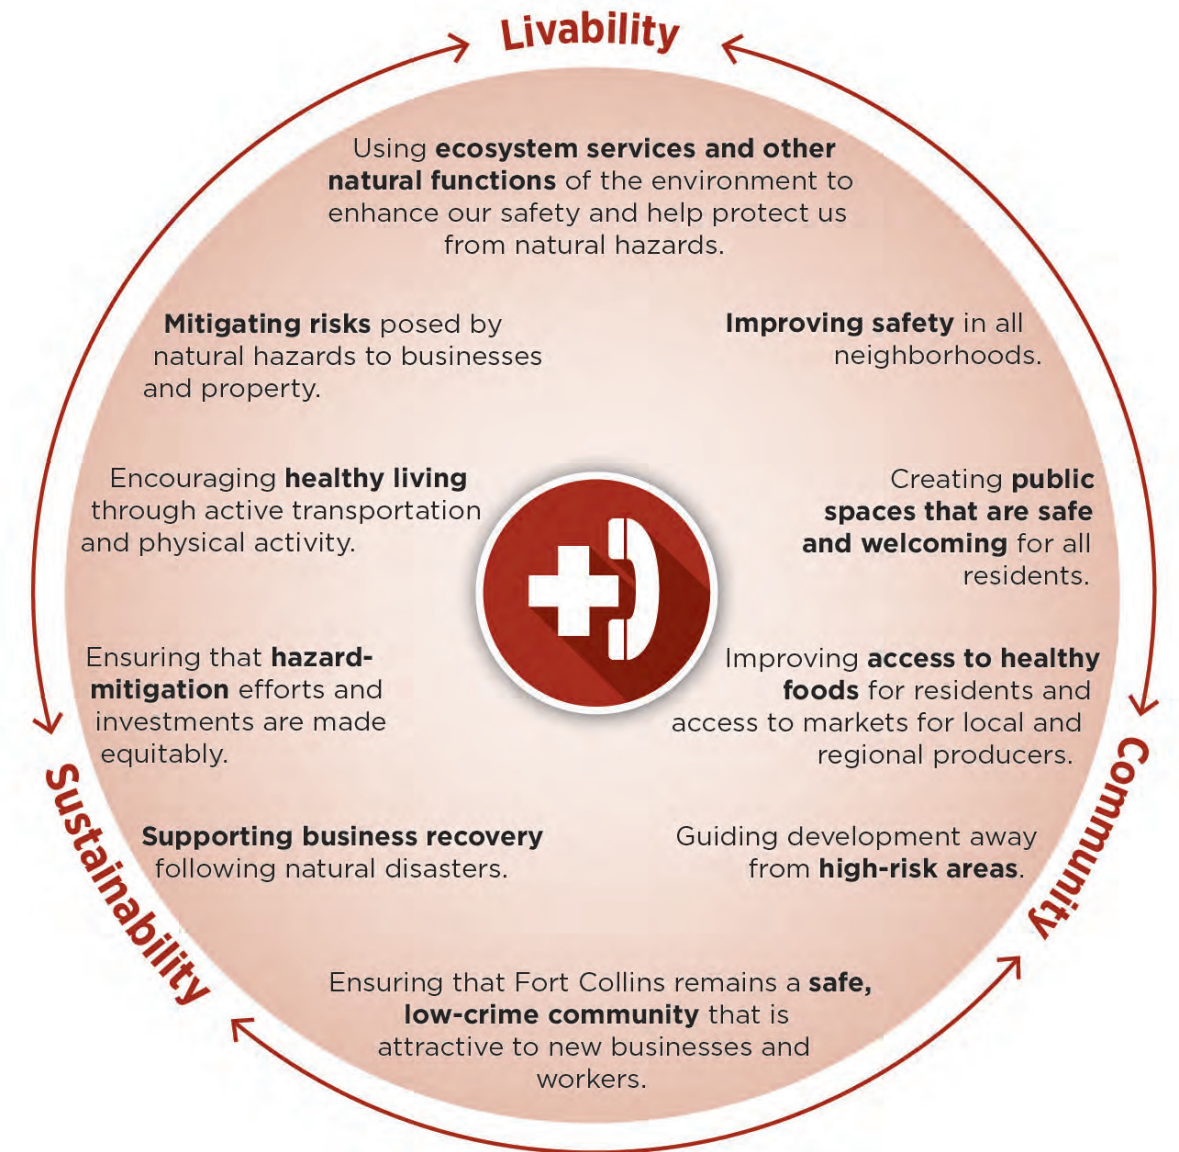 Livability
Using ecosystem services and other
natural functions of the environment to
enhance our safety and help protect us
from natural hazards.
Mitigating risks posed by
natural hazards to businesses
and property.
Improving safety in all
neighborhoods.
Encouraging healthy living
through active transportation
and physical activity.
Creating public
spaces that are safe
and welcoming for all
residents.
Ensuring that hazard-
mitigation efforts and
investments are made
equitably.
Improving access to healthy
foods for residents and
access to markets for local and
regional producers.
Supporting business recovery
following natural disasters.
Guiding development away
from high-risk areas.
Ensuring that Fort Collins remains a safe,
low-crime community that is
attractive to new businesses and
workers.
Sustainability
Community